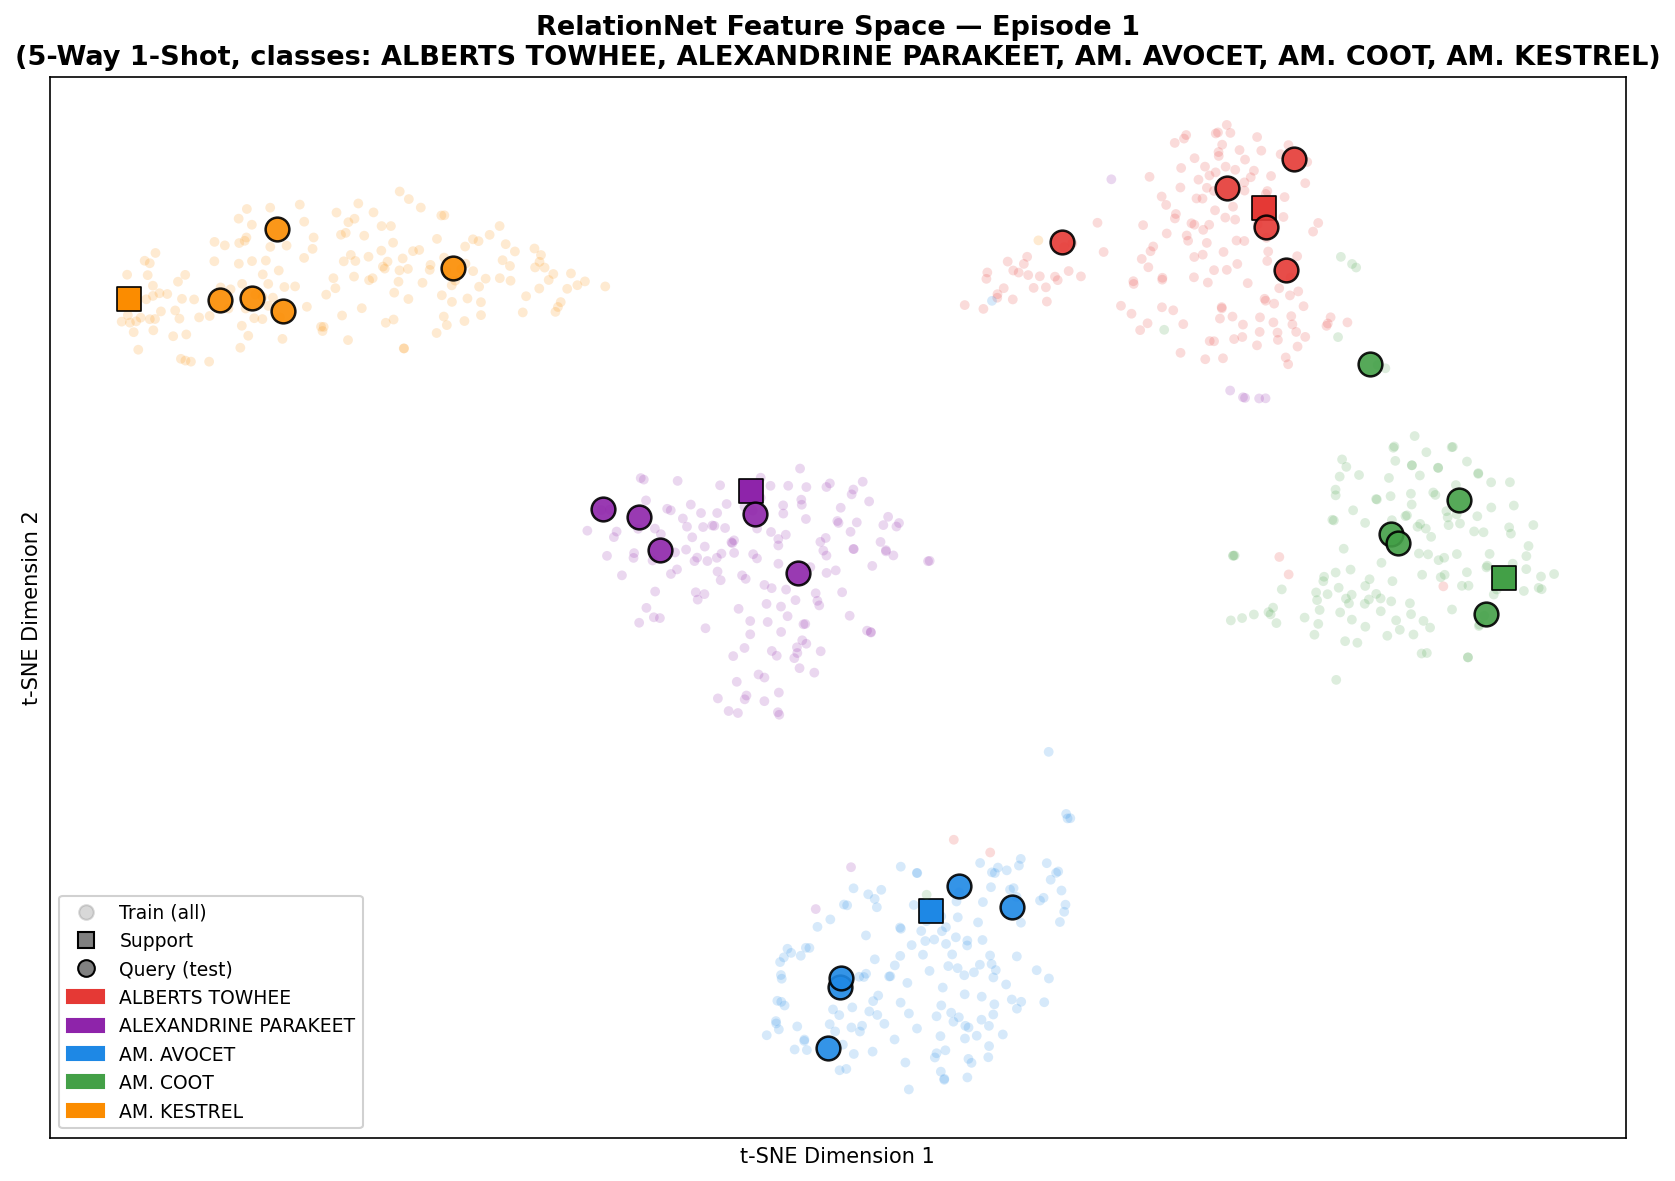 RelationNet Feature Space — Episode 1
(5-Way 1-Shot, classes: ALBERTS TOWHEE, ALEXANDRINE PARAKEET, AM. AVOCET, AM. COOT, AM. KESTREL)
t-SNE Dimension 2
Train (all)
Support
Query (test)
ALBERTS TOWHEE
ALEXANDRINE PARAKEET
AM. AVOCET
AM. COOT
AM. KESTREL
t-SNE Dimension 1